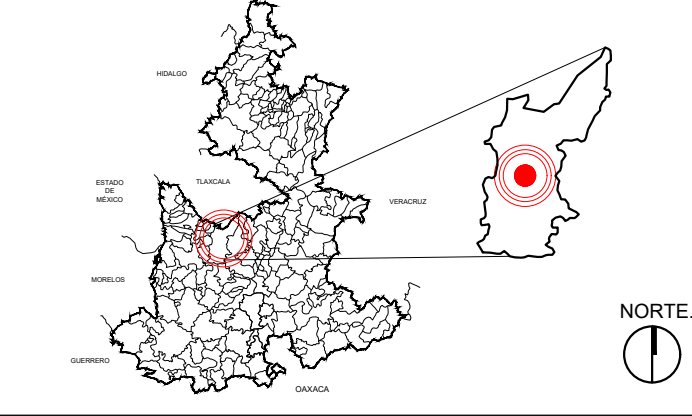 HIDALGO
TLAXCALA
ESTADO
DE
MÉXICO
VERACRUZ
MORELOS
NORTE.
GUERRERO
OAXACA